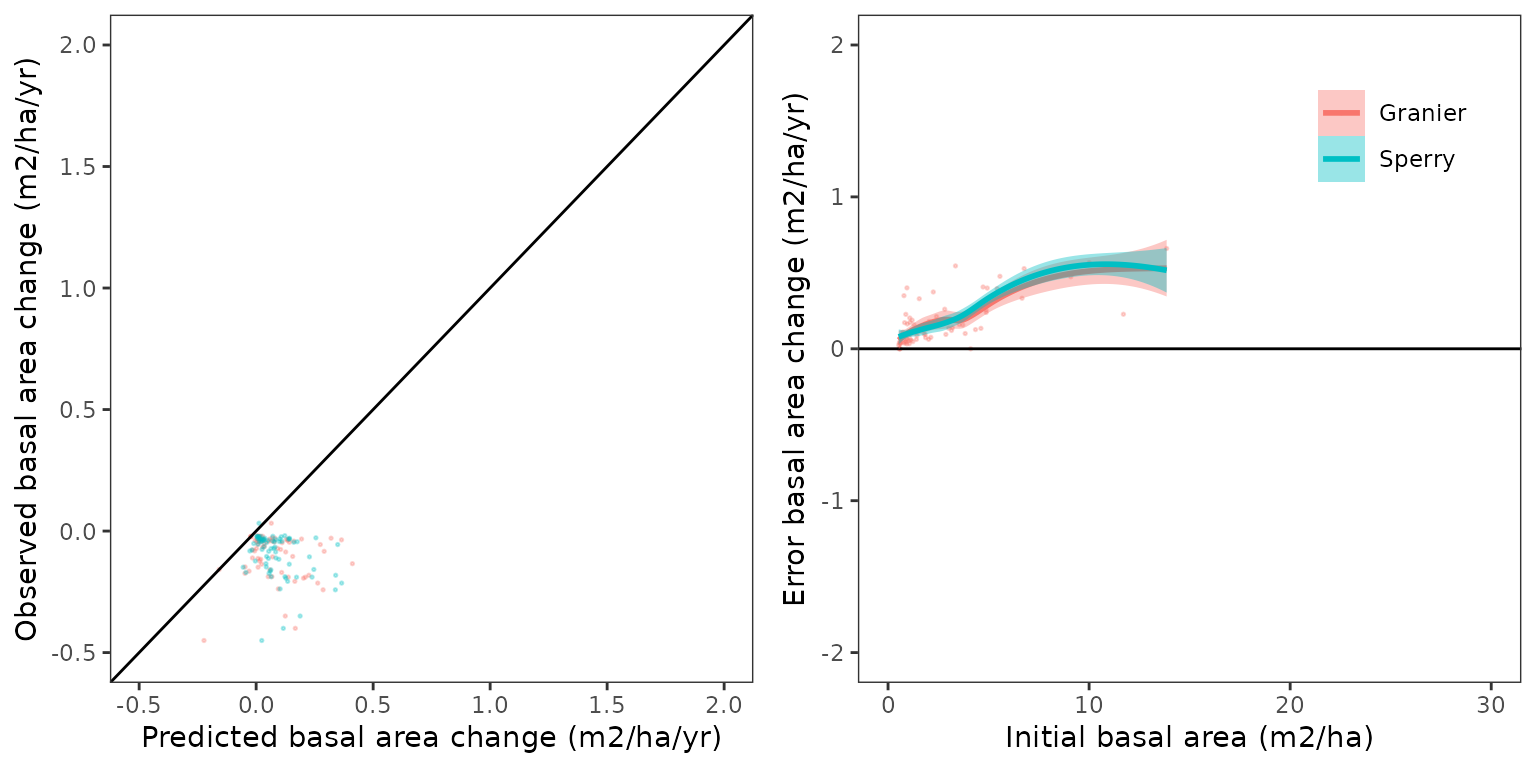 Observed basal area change (m2/ha/yr)
2.0
1.5
1.0
0.5
0.0
-0.5
-0.5 0.0 0.5 1.0 1.5 2.0
Predicted basal area change (m2/ha/yr)
Error basal area change (m2/ha/yr)
2
1
0
-1
-2
Granier
Sperry
0 10 20 30
Initial basal area (m2/ha)